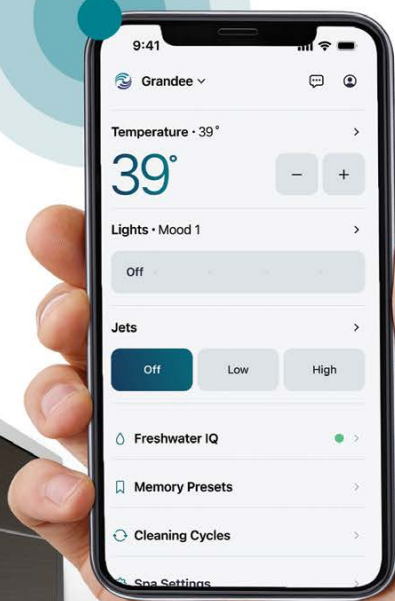 9:41
Grandee
Temperature · 39°
39°
− +
Lights · Mood 1
Off
Jets
Off Low High
Freshwater IQ
Memory Presets
Cleaning Cycles
Spa Settings